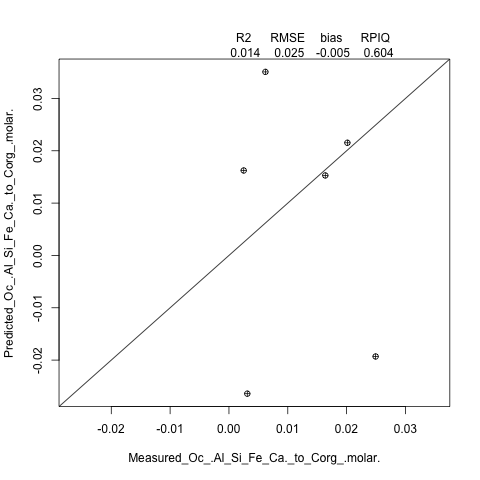 R2 RMSE bias RPIQ
0.014 0.025 -0.005 0.604
Predicted_Oc_.Al_Si_Fe_Ca._to_Corg_.molar.
0.03
0.02
0.01
0.00
-0.01
-0.02
-0.02 -0.01 0.00 0.01 0.02 0.03
Measured_Oc_.Al_Si_Fe_Ca._to_Corg_.molar.